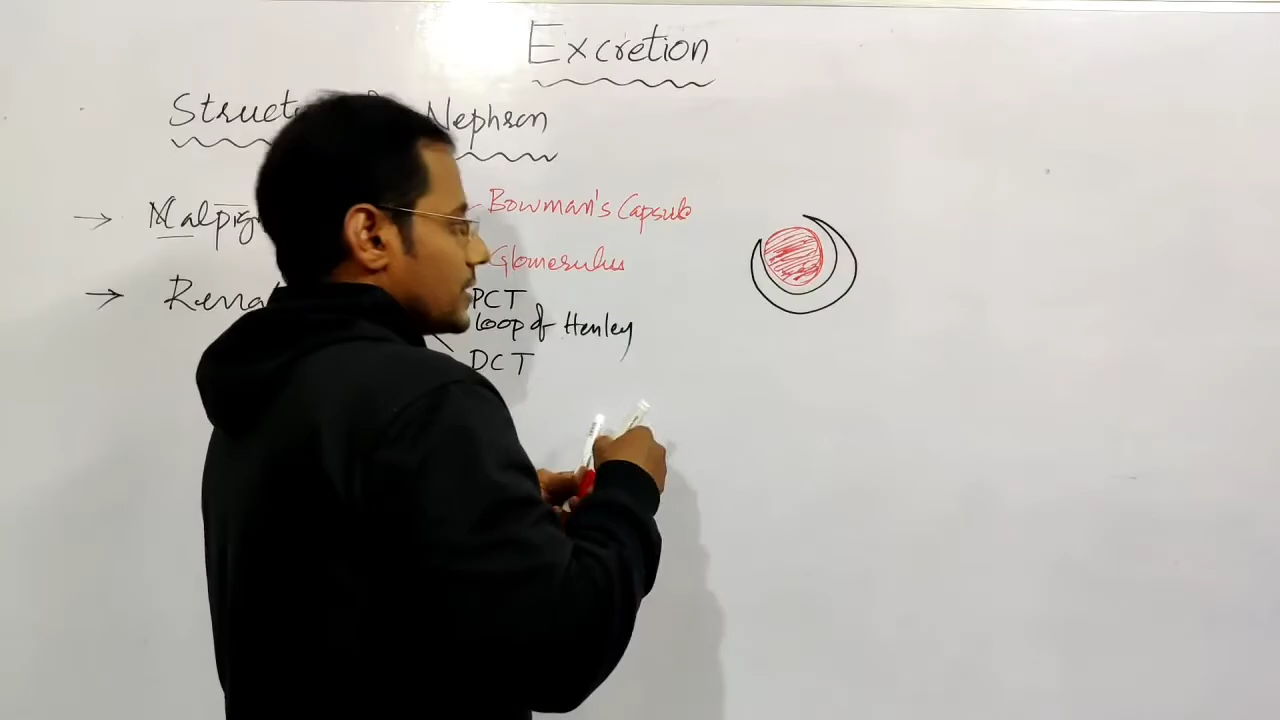 Excretion
Nephron
Bowman's Capsule
Glomerulus
PCT
Loop of Henley
DCT